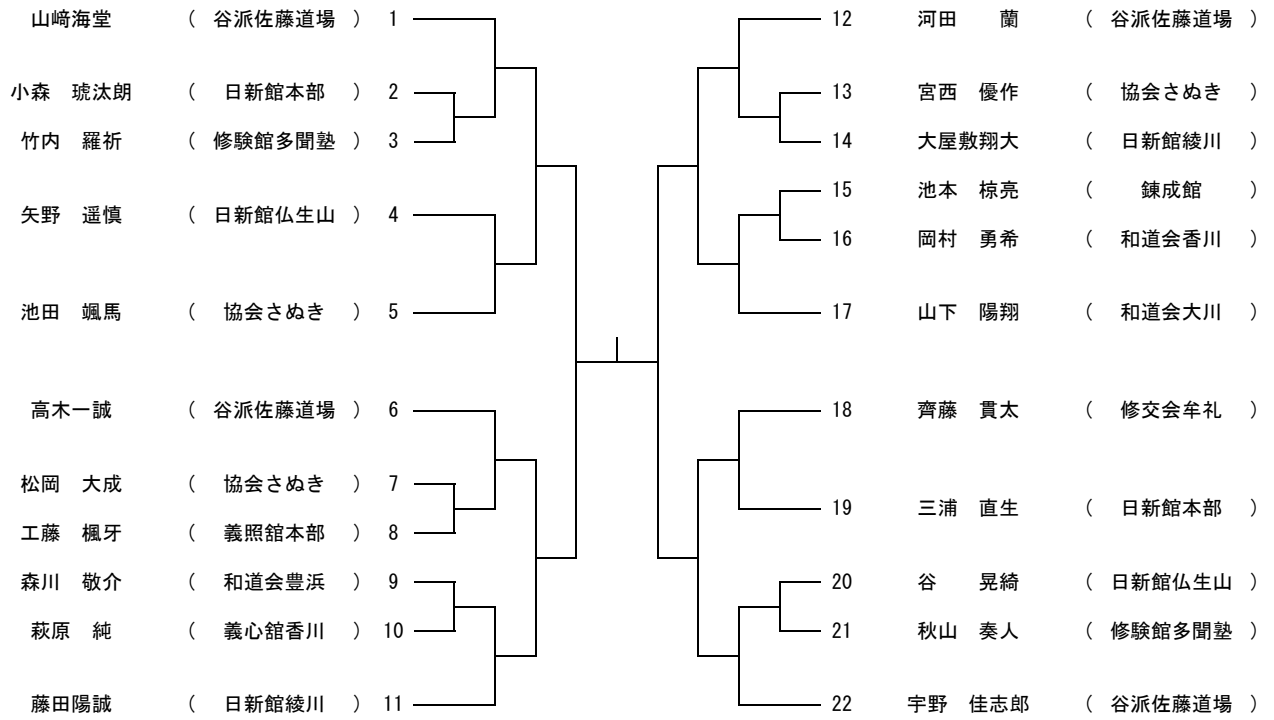 山﨑海堂 ( 谷派佐藤道場 ) 1
小森 琥汰朗 ( 日新館本部 ) 2
竹内 羅祈 ( 修験館多聞塾 ) 3
矢野 遥慎 ( 日新館仏生山 ) 4
池田 颯馬 ( 協会さぬき ) 5
高木一誠 ( 谷派佐藤道場 ) 6
松岡 大成 ( 協会さぬき ) 7
工藤 楓牙 ( 義照舘本部 ) 8
森川 敬介 ( 和道会豊浜 ) 9
萩原 純 ( 義心舘香川 ) 10
藤田陽誠 ( 日新館綾川 ) 11
12 河田 蘭 ( 谷派佐藤道場 )
13 宮西 優作 ( 協会さぬき )
14 大屋敷翔大 ( 日新館綾川 )
15 池本 椋亮 ( 錬成館 )
16 岡村 勇希 ( 和道会香川 )
17 山下 陽翔 ( 和道会大川 )
18 齊藤 貫太 ( 修交会牟礼 )
19 三浦 直生 ( 日新館本部 )
20 谷 晃綺 ( 日新館仏生山 )
21 秋山 奏人 ( 修験館多聞塾 )
22 宇野 佳志郎 ( 谷派佐藤道場 )